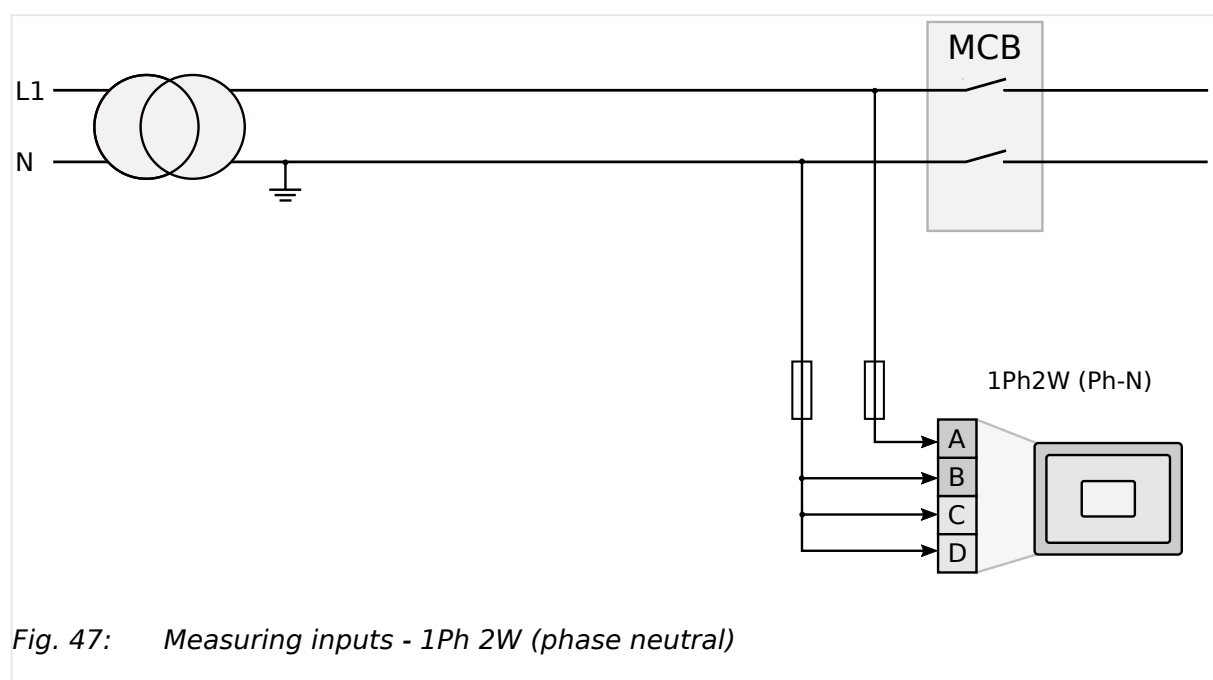 MCB
L1
N
1Ph2W (Ph-N)
A
B
C
D
Fig. 47: Measuring inputs - 1Ph 2W (phase neutral)